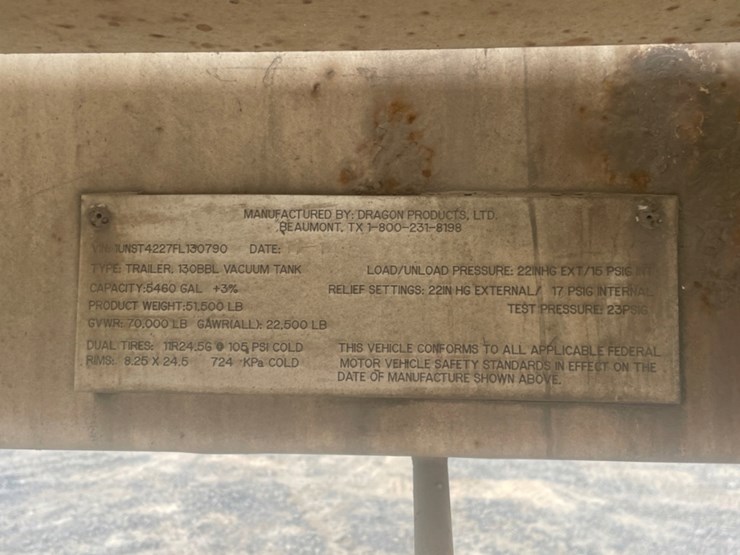 MANUFACTURED BY: DRAGON PRODUCTS, LTD.
BEAUMONT, TX 1-800-231-8198
1UNST4227FL130790 DATE:
TYPE: TRAILER, 130BBL VACUUM TANK
LOAD/UNLOAD PRESSURE: 22INHG EXT/15 PSIG INT
CAPACITY:5460 GAL +3%
RELIEF SETTINGS: 22IN HG EXTERNAL/ 17 PSIG INTERNAL
PRODUCT WEIGHT:51,500 LB
TEST PRESSURE: 23PSIG
GVWR: 70,000 LB GAWR(ALL): 22,500 LB
DUAL TIRES: 11R24.5G @ 105 PSI COLD
RIMS: 8.25 X 24.5 724 KPa COLD
THIS VEHICLE CONFORMS TO ALL APPLICABLE FEDERAL
MOTOR VEHICLE SAFETY STANDARDS IN EFFECT ON THE
DATE OF MANUFACTURE SHOWN ABOVE.